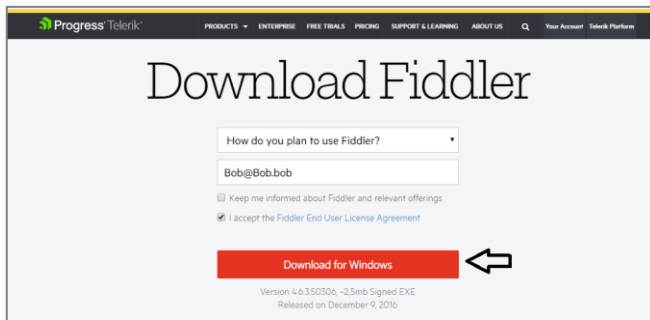 Progress Telerik
PRODUCTS ENTERPRISE FREE TRIALS PRICING SUPPORT & LEARNING ABOUT US Your Account Telerik Platform
Download Fiddler
How do you plan to use Fiddler?
Bob@Bob.bob
Keep me informed about Fiddler and relevant offerings
I accept the Fiddler End User License Agreement
Download for Windows
Version 4.6.3.50306, ~2,5mb Signed EXE
Released on December 9, 2016